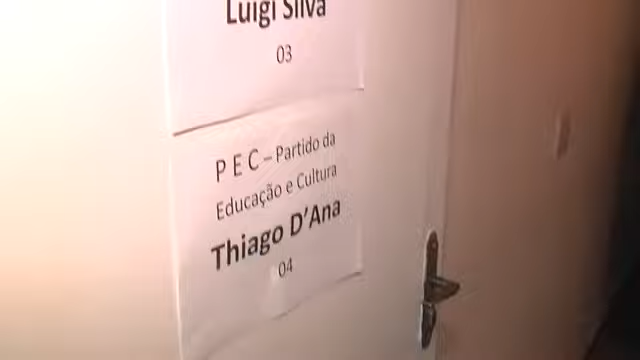 Luigi Silva
03
P E C – Partido da
Educação e Cultura
Thiago D'Ana
04